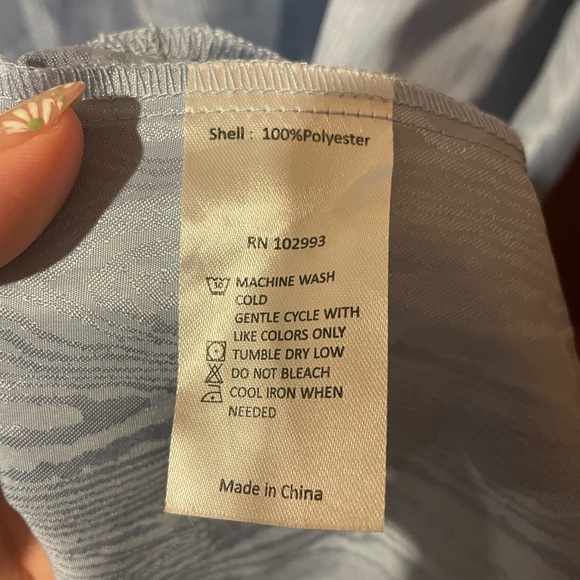 Shell : 100%Polyester
RN 102993
30
MACHINE WASH
COLD
GENTLE CYCLE WITH
LIKE COLORS ONLY
TUMBLE DRY LOW
DO NOT BLEACH
COOL IRON WHEN
NEEDED
Made in China